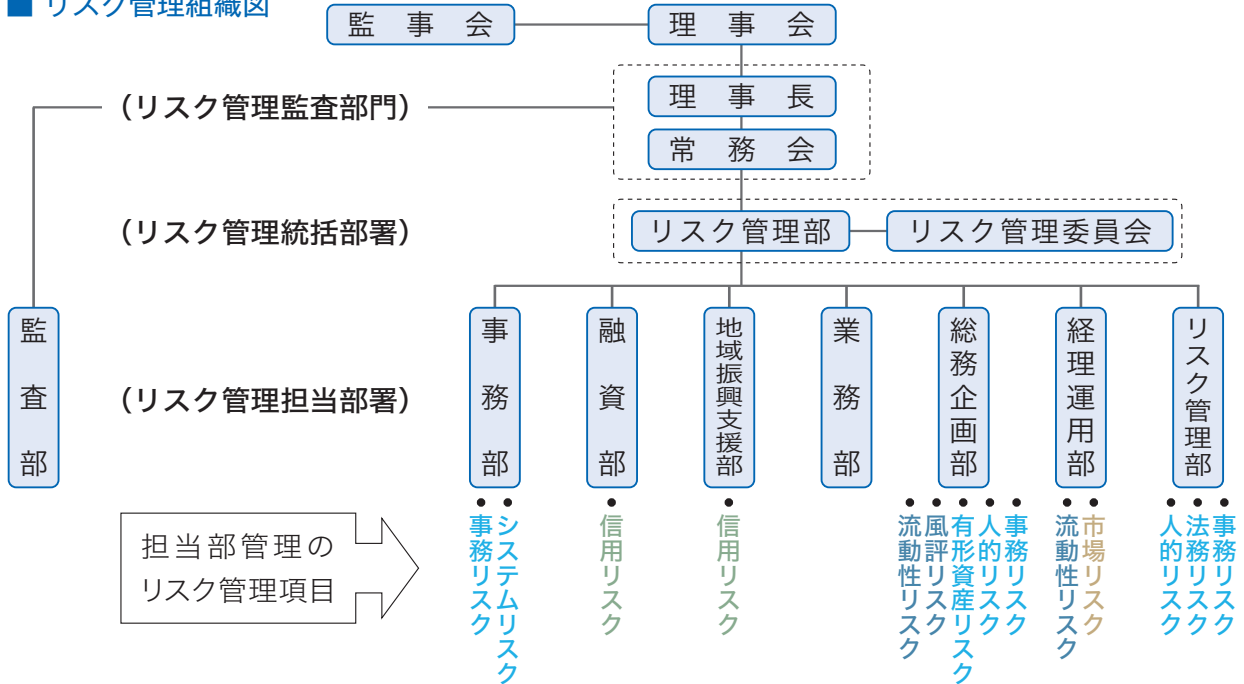 ■ リスク管理組織図
監事会
理事会
(リスク管理監査部門)
理事長
常務会
(リスク管理統括部署)
リスク管理部
リスク管理委員会
監査部
(リスク管理担当部署)
事務部
融資部
地域振興支援部
業務部
総務企画部
経理運用部
リスク管理部
担当部管理の
リスク管理項目
・システムリスク
・事務リスク
・信用リスク
・信用リスク
・事務リスク
・人的リスク
・有形資産リスク
・風評リスク
・流動性リスク
・市場リスク
・流動性リスク
・事務リスク
・法務リスク
・人的リスク